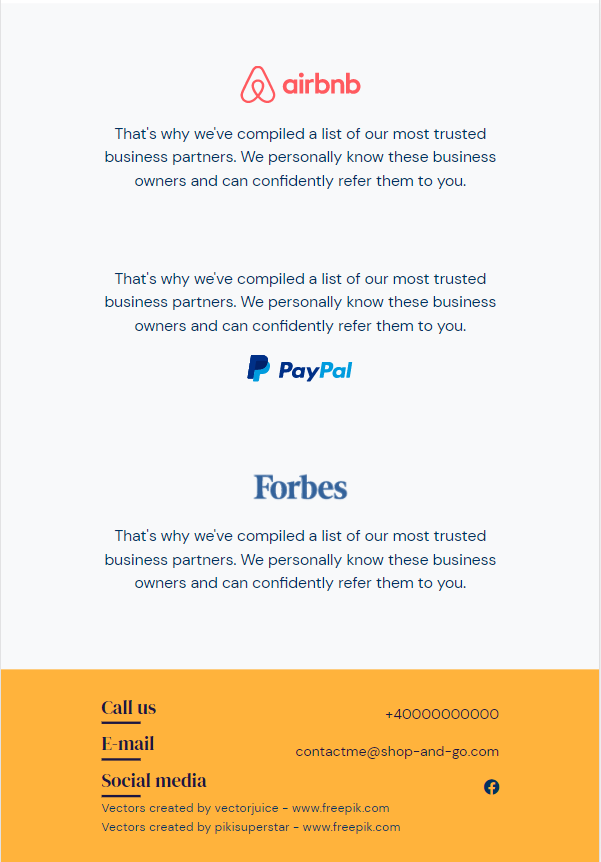 airbnb
That's why we've compiled a list of our most trusted
business partners. We personally know these business
owners and can confidently refer them to you.
That's why we've compiled a list of our most trusted
business partners. We personally know these business
owners and can confidently refer them to you.
PayPal
Forbes
That's why we've compiled a list of our most trusted
business partners. We personally know these business
owners and can confidently refer them to you.
Call us
+40000000000
E-mail
contactme@shop-and-go.com
Social media
Vectors created by vectorjuice - www.freepik.com
Vectors created by pikisuperstar - www.freepik.com